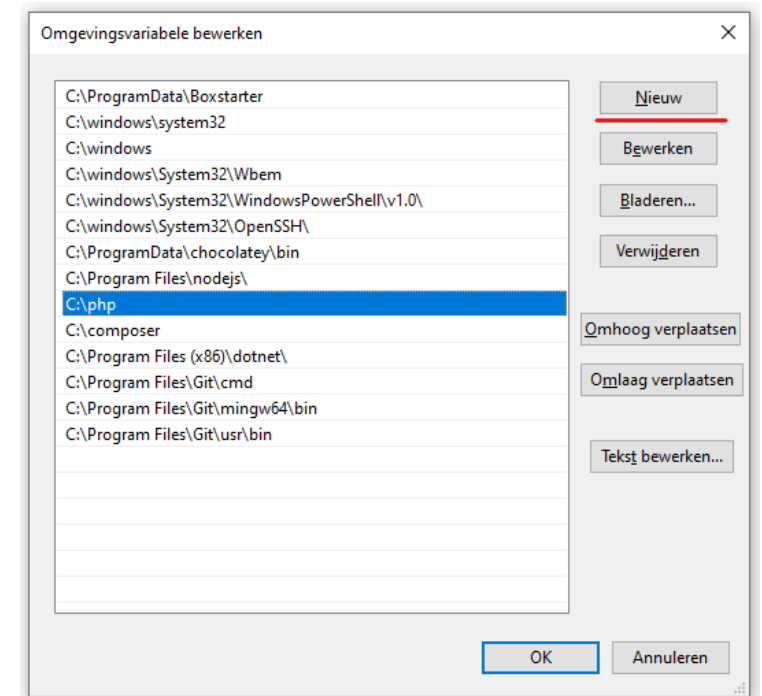 Omgevingsvariabele bewerken
C:\ProgramData\Boxstarter
C:\windows\system32
C:\windows
C:\windows\System32\Wbem
C:\windows\System32\WindowsPowerShell\v1.0\
C:\windows\System32\OpenSSH\
C:\ProgramData\chocolatey\bin
C:\Program Files\nodejs\
C:\php
C:\composer
C:\Program Files (x86)\dotnet\
C:\Program Files\Git\cmd
C:\Program Files\Git\mingw64\bin
C:\Program Files\Git\usr\bin
Nieuw
Bewerken
Bladeren...
Verwijderen
Omhoog verplaatsen
Omlaag verplaatsen
Tekst bewerken...
OK
Annuleren